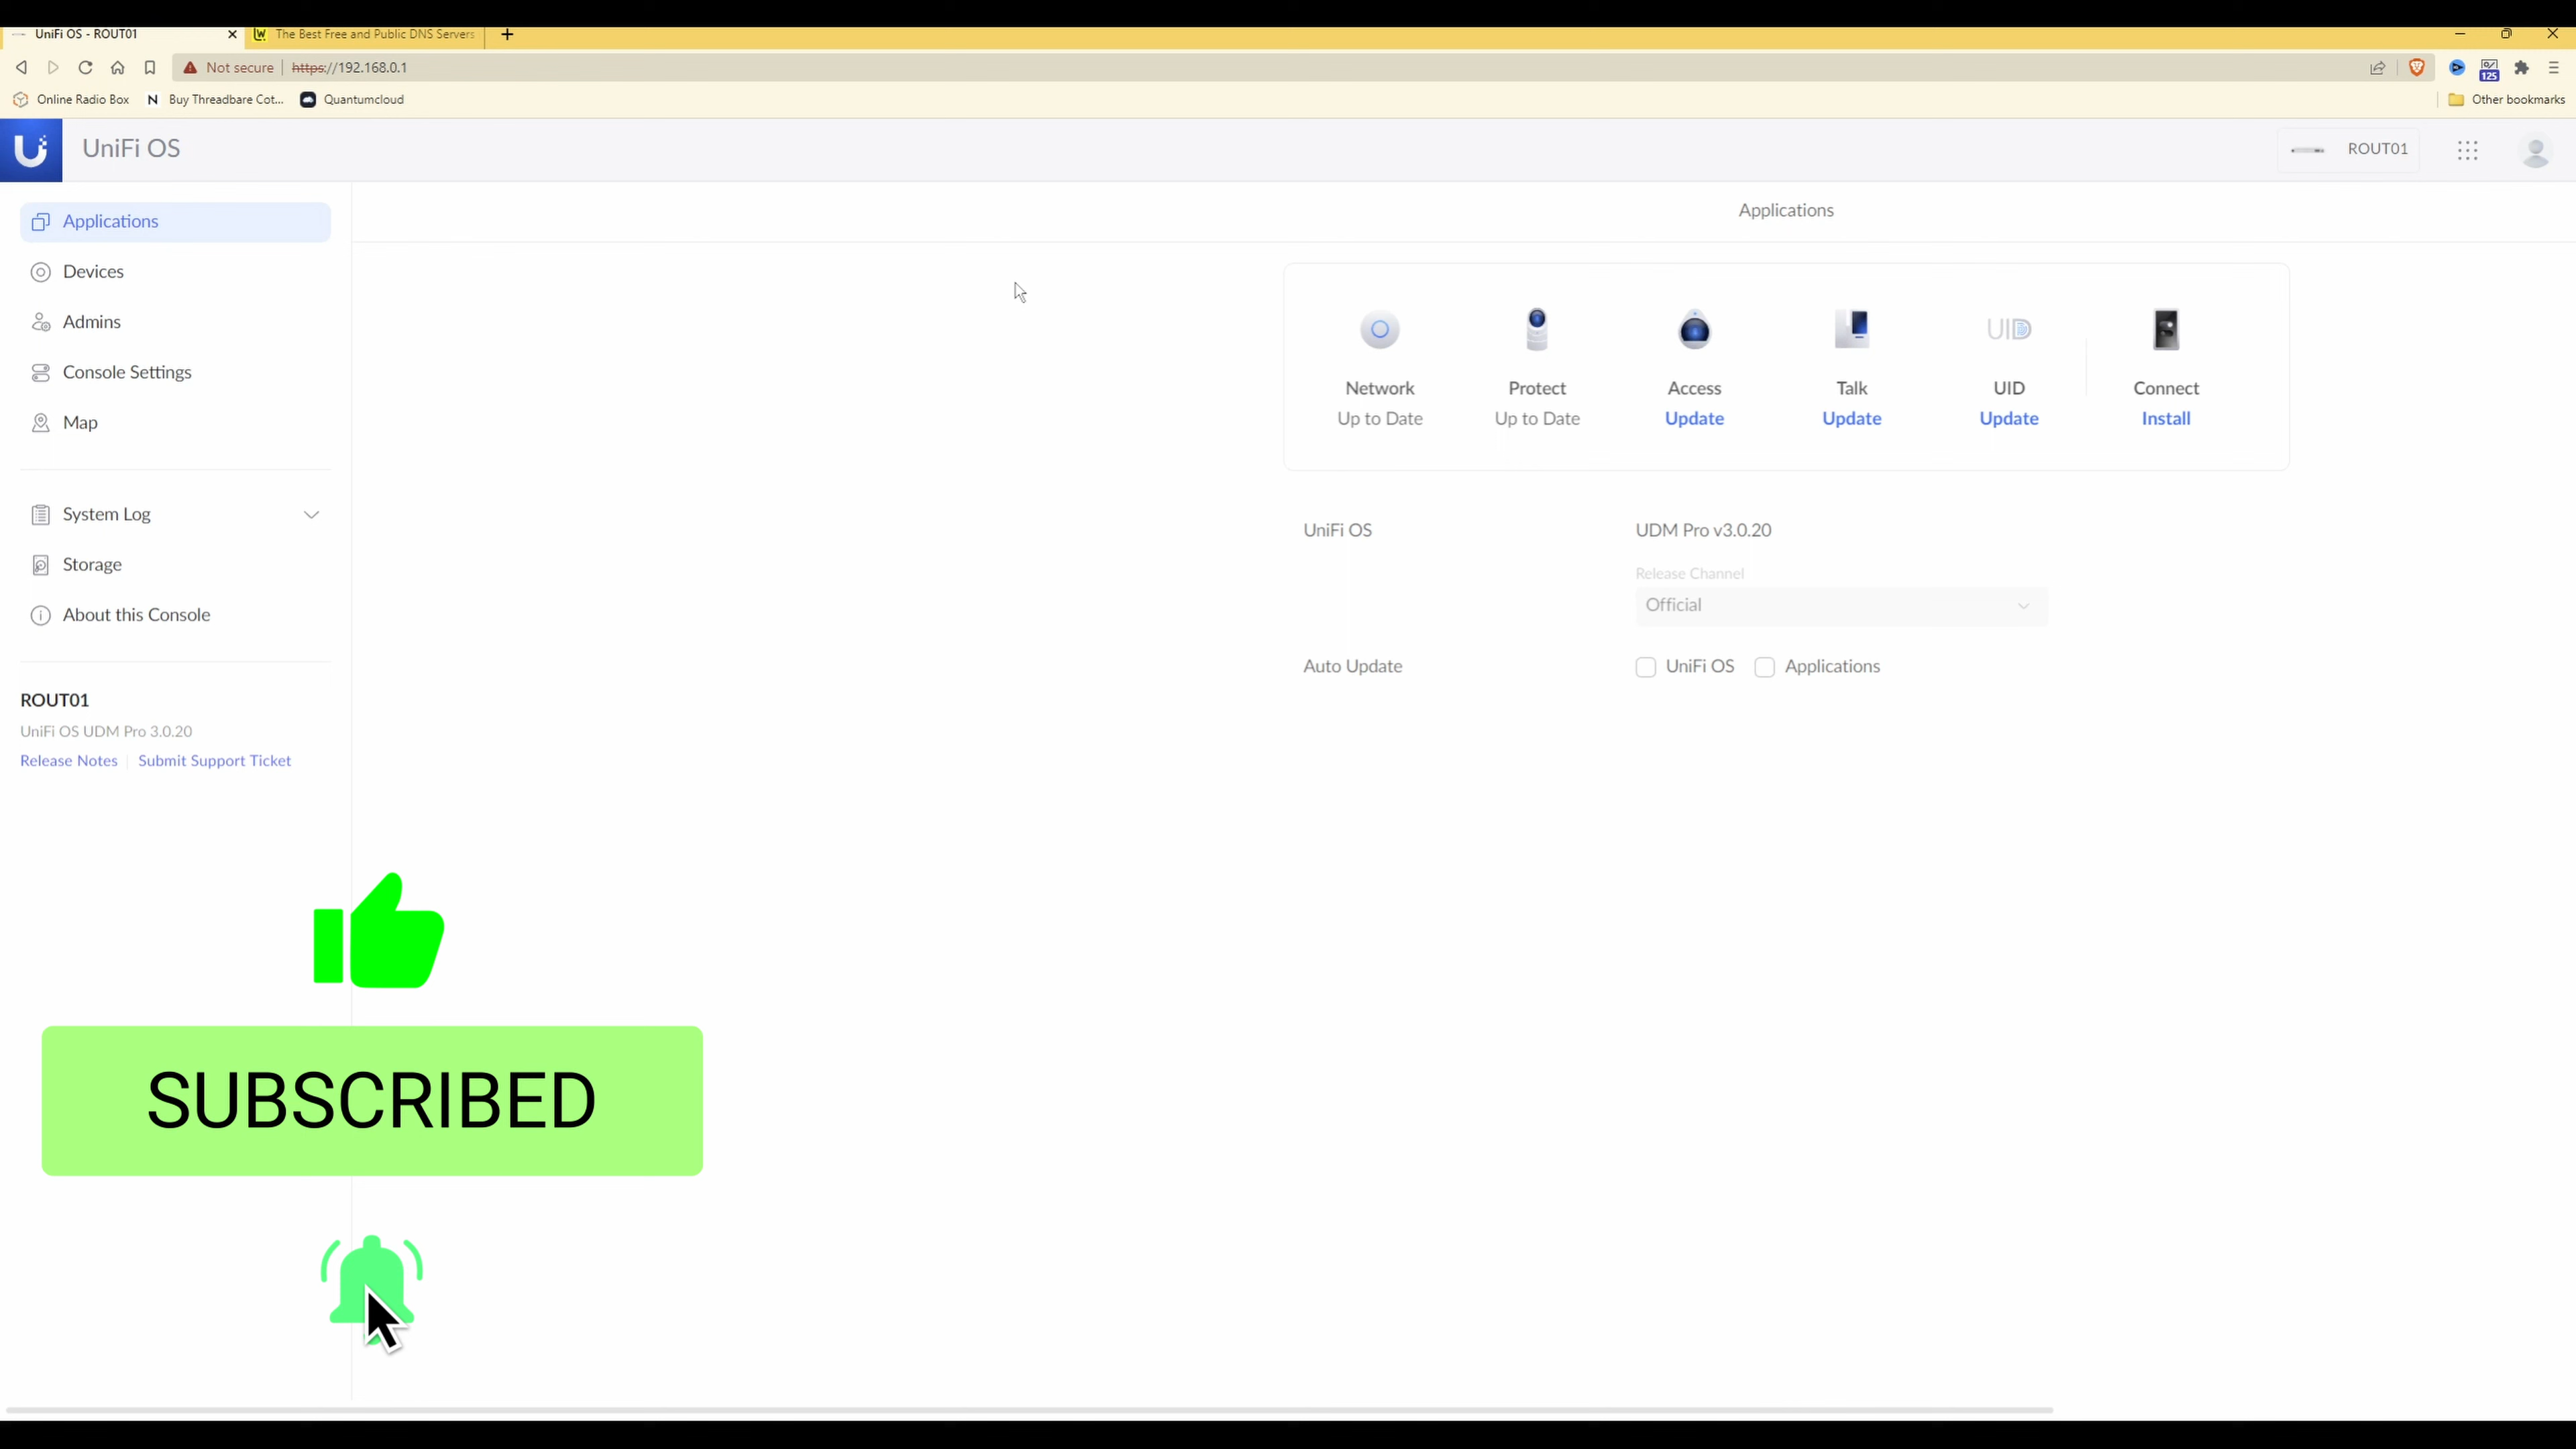 UniFi OS - ROUT01
The Best Free and Public DNS Servers
Not secure
https://192.168.0.1
125
Online Radio Box
Buy Threadbare Cot...
Quantumcloud
Other bookmarks
UniFi OS
ROUT01
Applications
Devices
Admins
Console Settings
Map
System Log
Storage
About this Console
ROUT01
UniFi OS UDM Pro 3.0.20
Release Notes
Submit Support Ticket
Applications
UID
Network
Protect
Access
Talk
UID
Connect
Up to Date
Up to Date
Update
Update
Update
Install
UniFi OS
UDM Pro v3.0.20
Release Channel
Official
Auto Update
UniFi OS
Applications
SUBSCRIBED